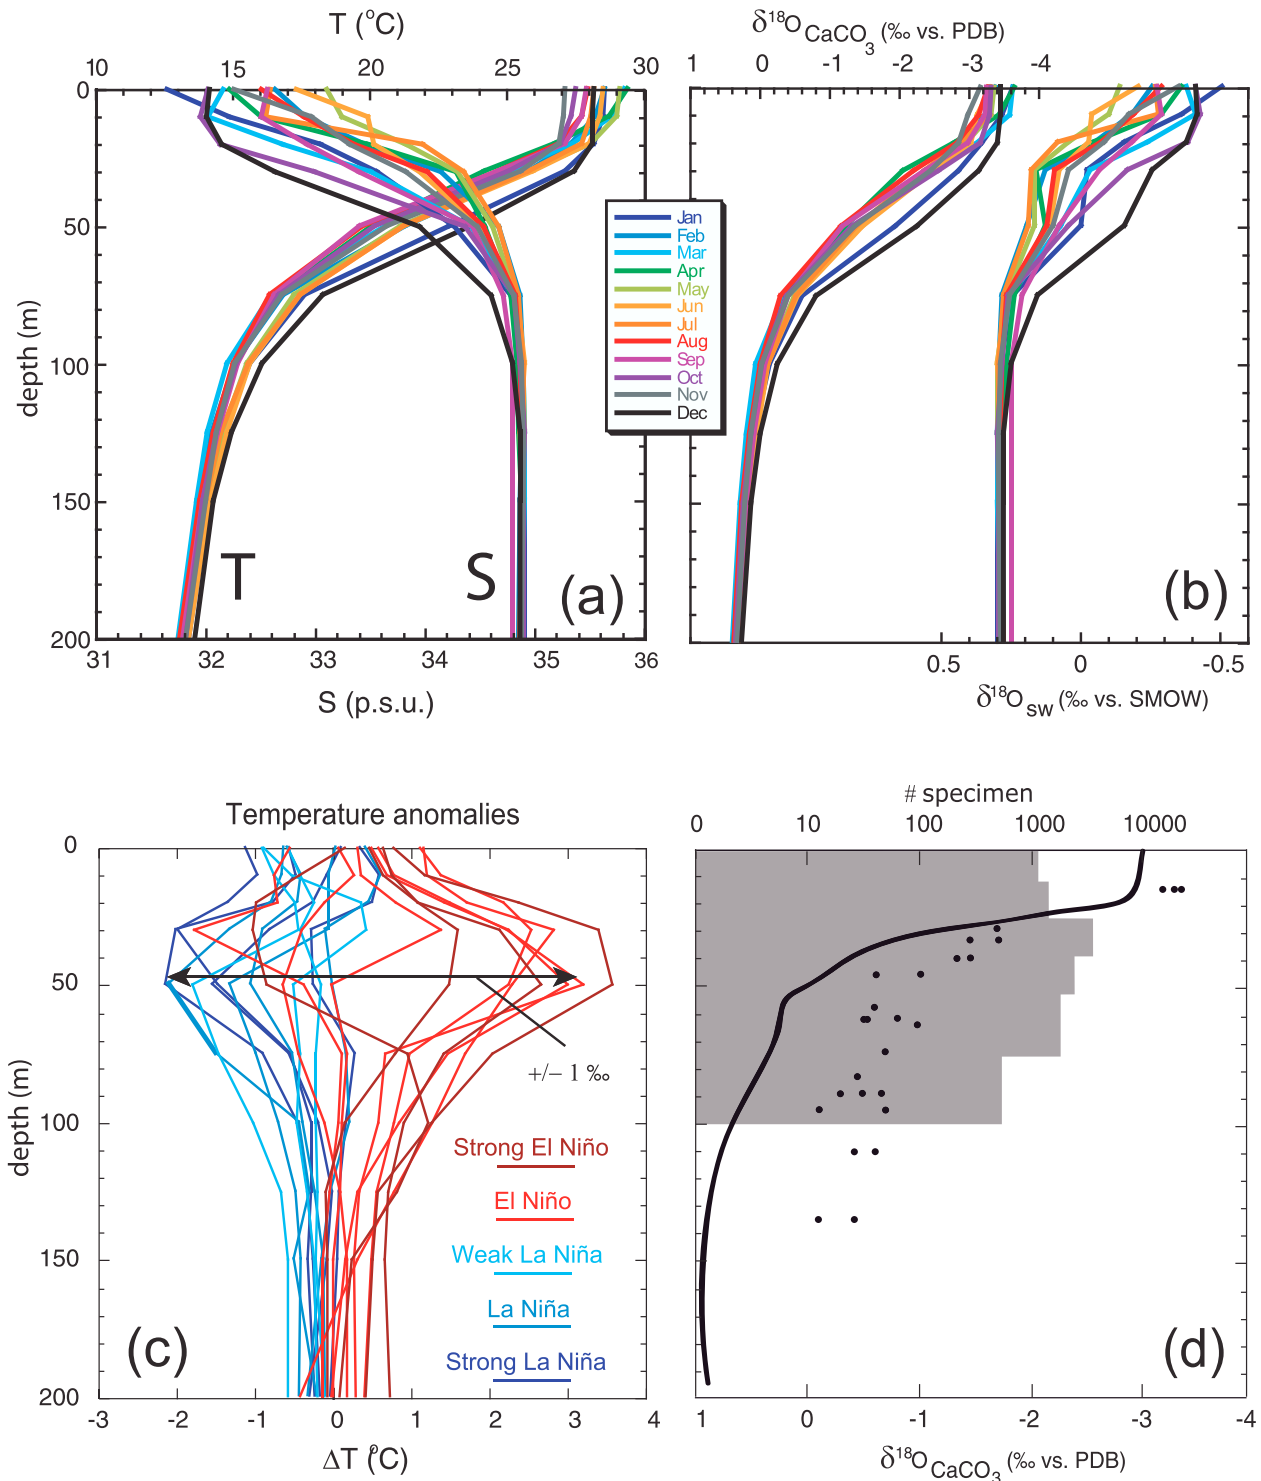 T (°C)
10 15 20 25 30
0
50
100
150
200
depth (m)
T
S
(a)
31 32 33 34 35 36
S (p.s.u.)
δ18OCaCO3 (‰ vs. PDB)
1 0 -1 -2 -3 -4
Jan
Feb
Mar
Apr
May
Jun
Jul
Aug
Sep
Oct
Nov
Dec
(b)
0.5 0 -0.5
δ18Osw (‰ vs. SMOW)
Temperature anomalies
0
50
100
150
200
depth (m)
+/− 1 ‰
Strong El Niño
El Niño
Weak La Niña
La Niña
Strong La Niña
(c)
-3 -2 -1 0 1 2 3 4
ΔT (°C)
# specimen
0 10 100 1000 10000
(d)
1 0 -1 -2 -3 -4
δ18OCaCO3 (‰ vs. PDB)